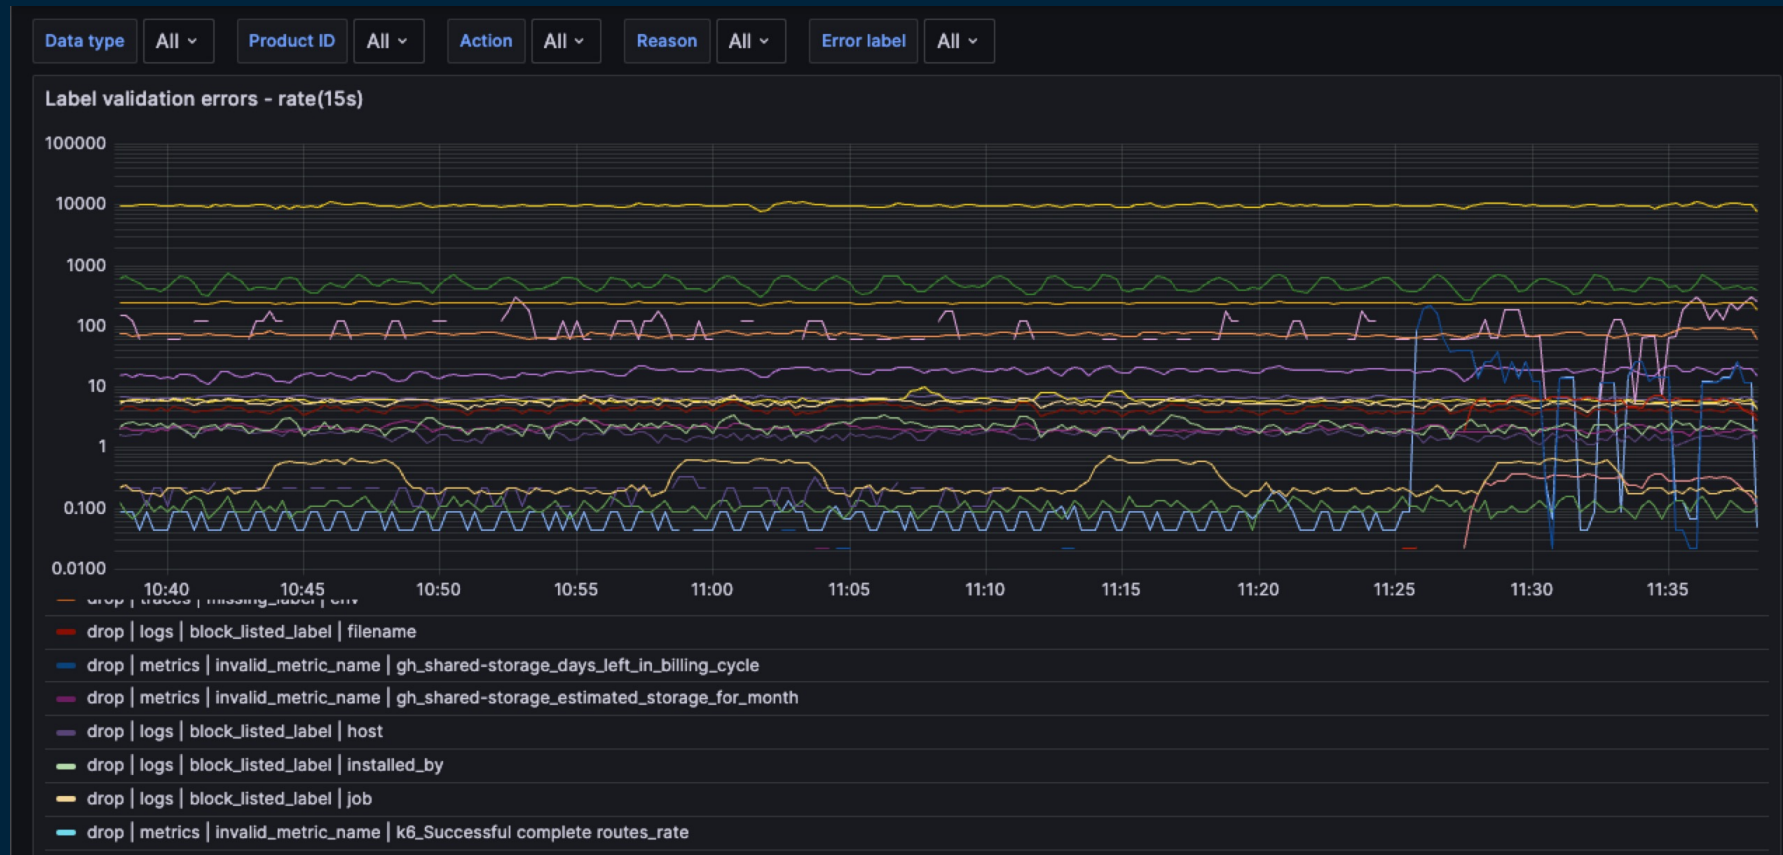 Data type All Product ID All Action All Reason All Error label All
Label validation errors - rate(15s)
100000
10000
1000
100
10
1
0.100
0.0100
10:40 10:45 10:50 10:55 11:00 11:05 11:10 11:15 11:20 11:25 11:30 11:35
drop | traces | missing_label | env
drop | logs | block_listed_label | filename
drop | metrics | invalid_metric_name | gh_shared-storage_days_left_in_billing_cycle
drop | metrics | invalid_metric_name | gh_shared-storage_estimated_storage_for_month
drop | logs | block_listed_label | host
drop | logs | block_listed_label | installed_by
drop | logs | block_listed_label | job
drop | metrics | invalid_metric_name | k6_Successful complete routes_rate